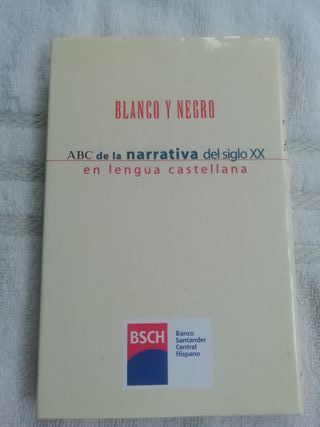 BLANCO Y NEGRO
ABC de la narrativa del siglo XX
en lengua castellana
BSCH
Banco
Santander
Central
Hispano